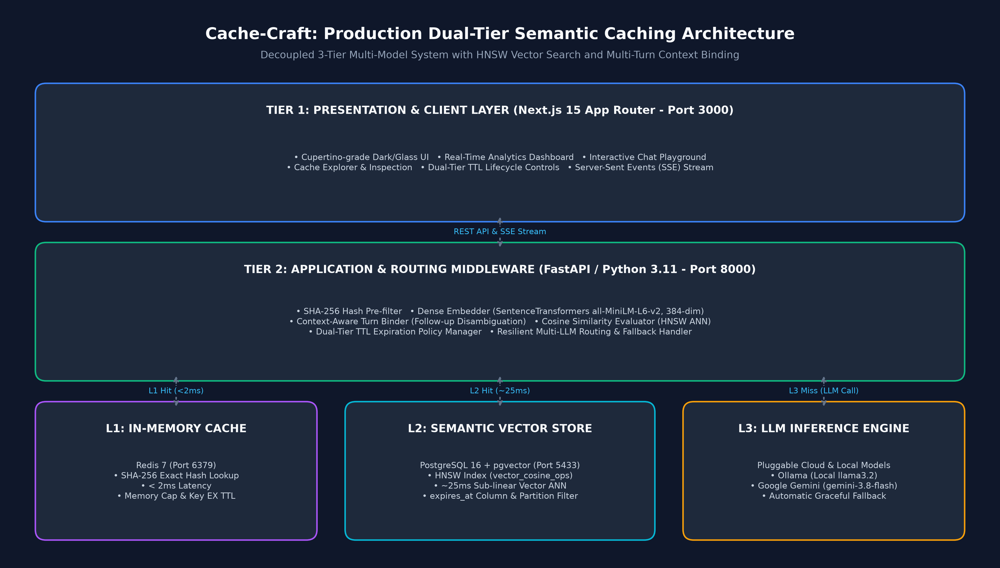 Cache-Craft: Production Dual-Tier Semantic Caching Architecture
Decoupled 3-Tier Multi-Model System with HNSW Vector Search and Multi-Turn Context Binding
TIER 1: PRESENTATION & CLIENT LAYER (Next.js 15 App Router - Port 3000)
• Cupertino-grade Dark/Glass UI • Real-Time Analytics Dashboard • Interactive Chat Playground
• Cache Explorer & Inspection • Dual-Tier TTL Lifecycle Controls • Server-Sent Events (SSE) Stream
REST API & SSE Stream
TIER 2: APPLICATION & ROUTING MIDDLEWARE (FastAPI / Python 3.11 - Port 8000)
• SHA-256 Hash Pre-filter • Dense Embedder (SentenceTransformers all-MiniLM-L6-v2, 384-dim)
• Context-Aware Turn Binder (Follow-up Disambiguation) • Cosine Similarity Evaluator (HNSW ANN)
• Dual-Tier TTL Expiration Policy Manager • Resilient Multi-LLM Routing & Fallback Handler
L1 Hit (<2ms)
L2 Hit (~25ms)
L3 Miss (LLM Call)
L1: IN-MEMORY CACHE
Redis 7 (Port 6379)
• SHA-256 Exact Hash Lookup
• < 2ms Latency
• Memory Cap & Key EX TTL
L2: SEMANTIC VECTOR STORE
PostgreSQL 16 + pgvector (Port 5433)
• HNSW Index (vector_cosine_ops)
• ~25ms Sub-linear Vector ANN
• expires_at Column & Partition Filter
L3: LLM INFERENCE ENGINE
Pluggable Cloud & Local Models
• Ollama (Local llama3.2)
• Google Gemini (gemini-3.8-flash)
• Automatic Graceful Fallback